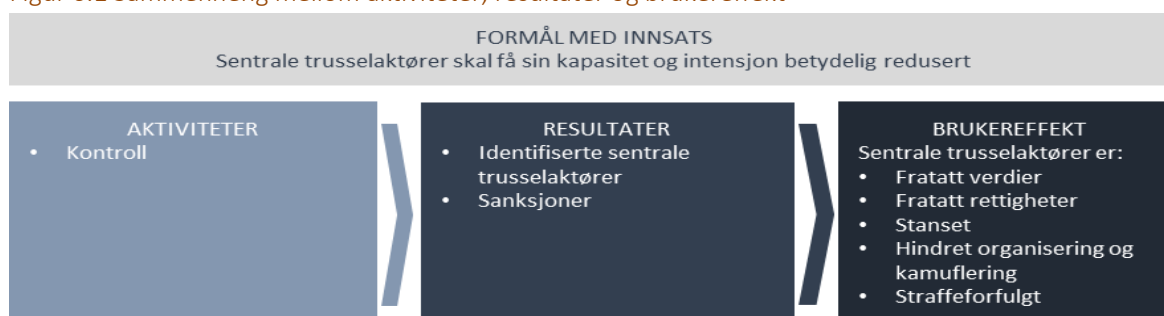 FORMÅL MED INNSATS
Sentrale trusselaktører skal få sin kapasitet og intensjon betydelig redusert
AKTIVITETER
• Kontroll
RESULTATER
• Identifiserte sentrale
trusselaktører
• Sanksjoner
BRUKEREFFEKT
Sentrale trusselaktører er:
• Fratatt verdier
• Fratatt rettigheter
• Stanset
• Hindret organisering og
kamuflering
• Straffeforfulgt